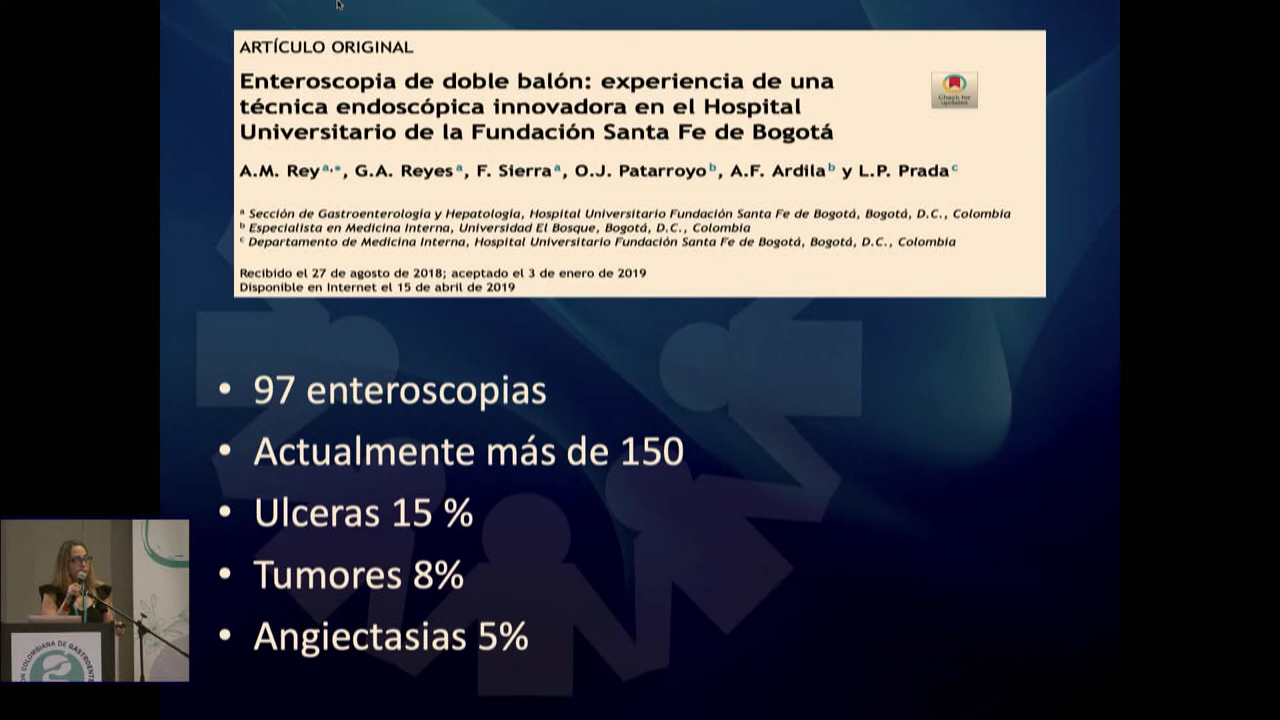 ARTÍCULO ORIGINAL
Enteroscopia de doble balón: experiencia de una
técnica endoscópica innovadora en el Hospital
Universitario de la Fundación Santa Fe de Bogotá
Check for
updates
A.M. Rey a,*, G.A. Reyes a, F. Sierra a, O.J. Patarroyo b, A.F. Ardila b y L.P. Prada c
a Sección de Gastroenterología y Hepatología, Hospital Universitario Fundación Santa Fe de Bogotá, Bogotá, D.C., Colombia
b Especialista en Medicina Interna, Universidad El Bosque, Bogotá, D.C., Colombia
c Departamento de Medicina Interna, Hospital Universitario Fundación Santa Fe de Bogotá, Bogotá, D.C., Colombia
Recibido el 27 de agosto de 2018; aceptado el 3 de enero de 2019
Disponible en Internet el 15 de abril de 2019
• 97 enteroscopias
• Actualmente más de 150
• Ulceras 15 %
• Tumores 8%
• Angiectasias 5%
COLOMBIANA DE